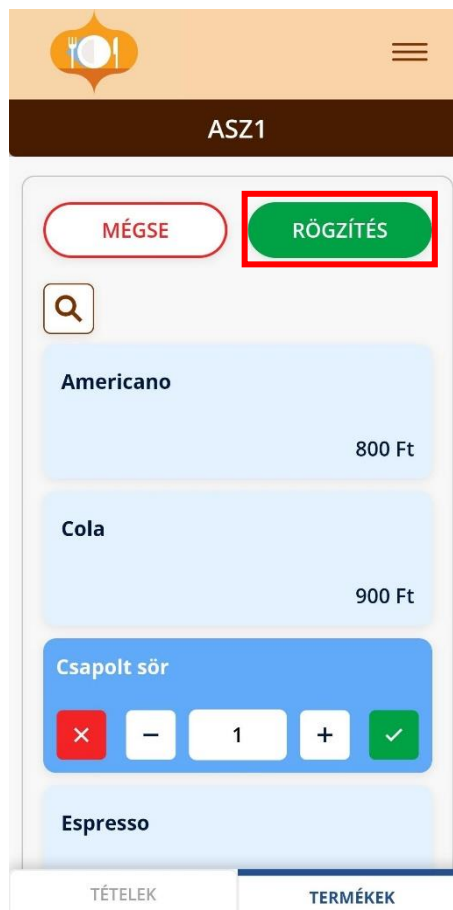 ASZ1
MÉGSE
RÖGZÍTÉS
Americano
800 Ft
Cola
900 Ft
Csapolt sör
1
Espresso
TÉTELEK
TERMÉKEK